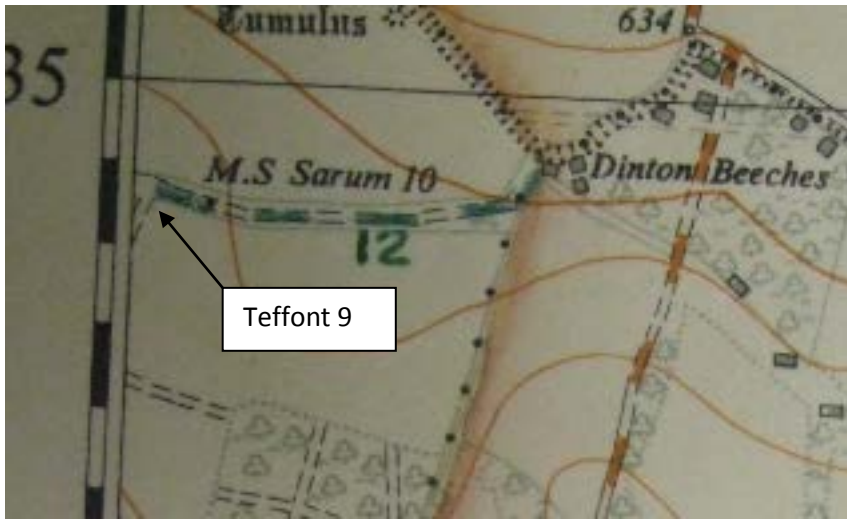 Tumulus
634
35
M.S Sarum 10
Dinton Beeches
12
Teffont 9